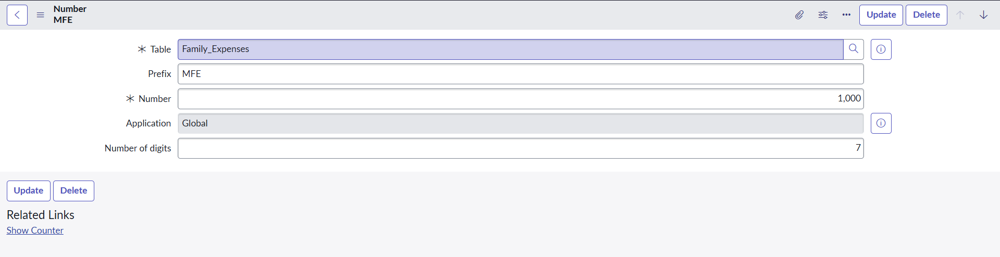 Number
MFE
Update
Delete
Table
Family_Expenses
Prefix
MFE
Number
1,000
Application
Global
Number of digits
7
Update
Delete
Related Links
Show Counter